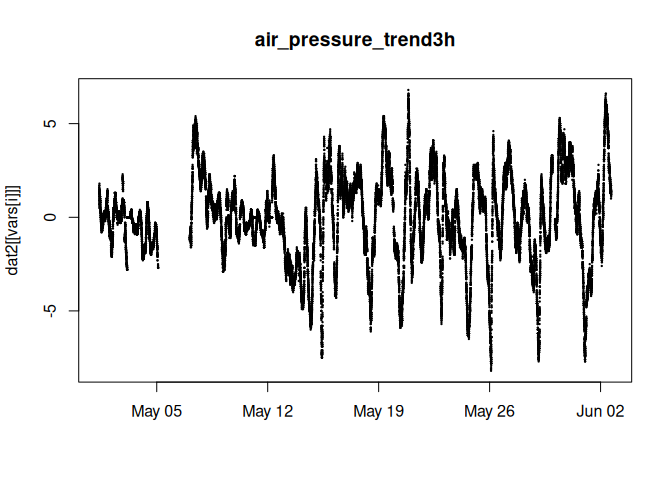 air_pressure_trend3h
dat2[[vars[i]]]
5
0
-5
May 05
May 12
May 19
May 26
Jun 02